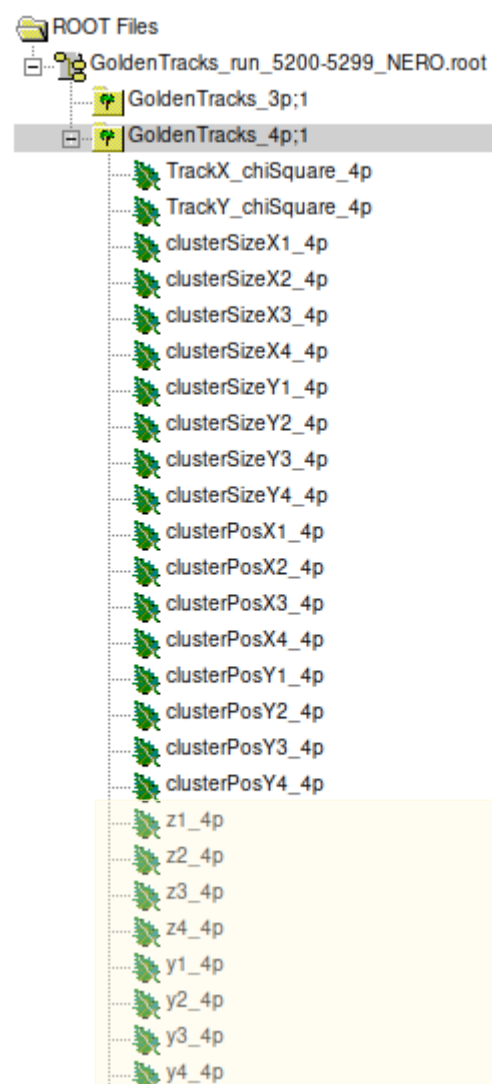 ROOT Files
GoldenTracks_run_5200-5299_NERO.root
GoldenTracks_3p;1
GoldenTracks_4p;1
TrackX_chiSquare_4p
TrackY_chiSquare_4p
clusterSizeX1_4p
clusterSizeX2_4p
clusterSizeX3_4p
clusterSizeX4_4p
clusterSizeY1_4p
clusterSizeY2_4p
clusterSizeY3_4p
clusterSizeY4_4p
clusterPosX1_4p
clusterPosX2_4p
clusterPosX3_4p
clusterPosX4_4p
clusterPosY1_4p
clusterPosY2_4p
clusterPosY3_4p
clusterPosY4_4p
z1_4p
z2_4p
z3_4p
z4_4p
y1_4p
y2_4p
y3_4p
y4_4p